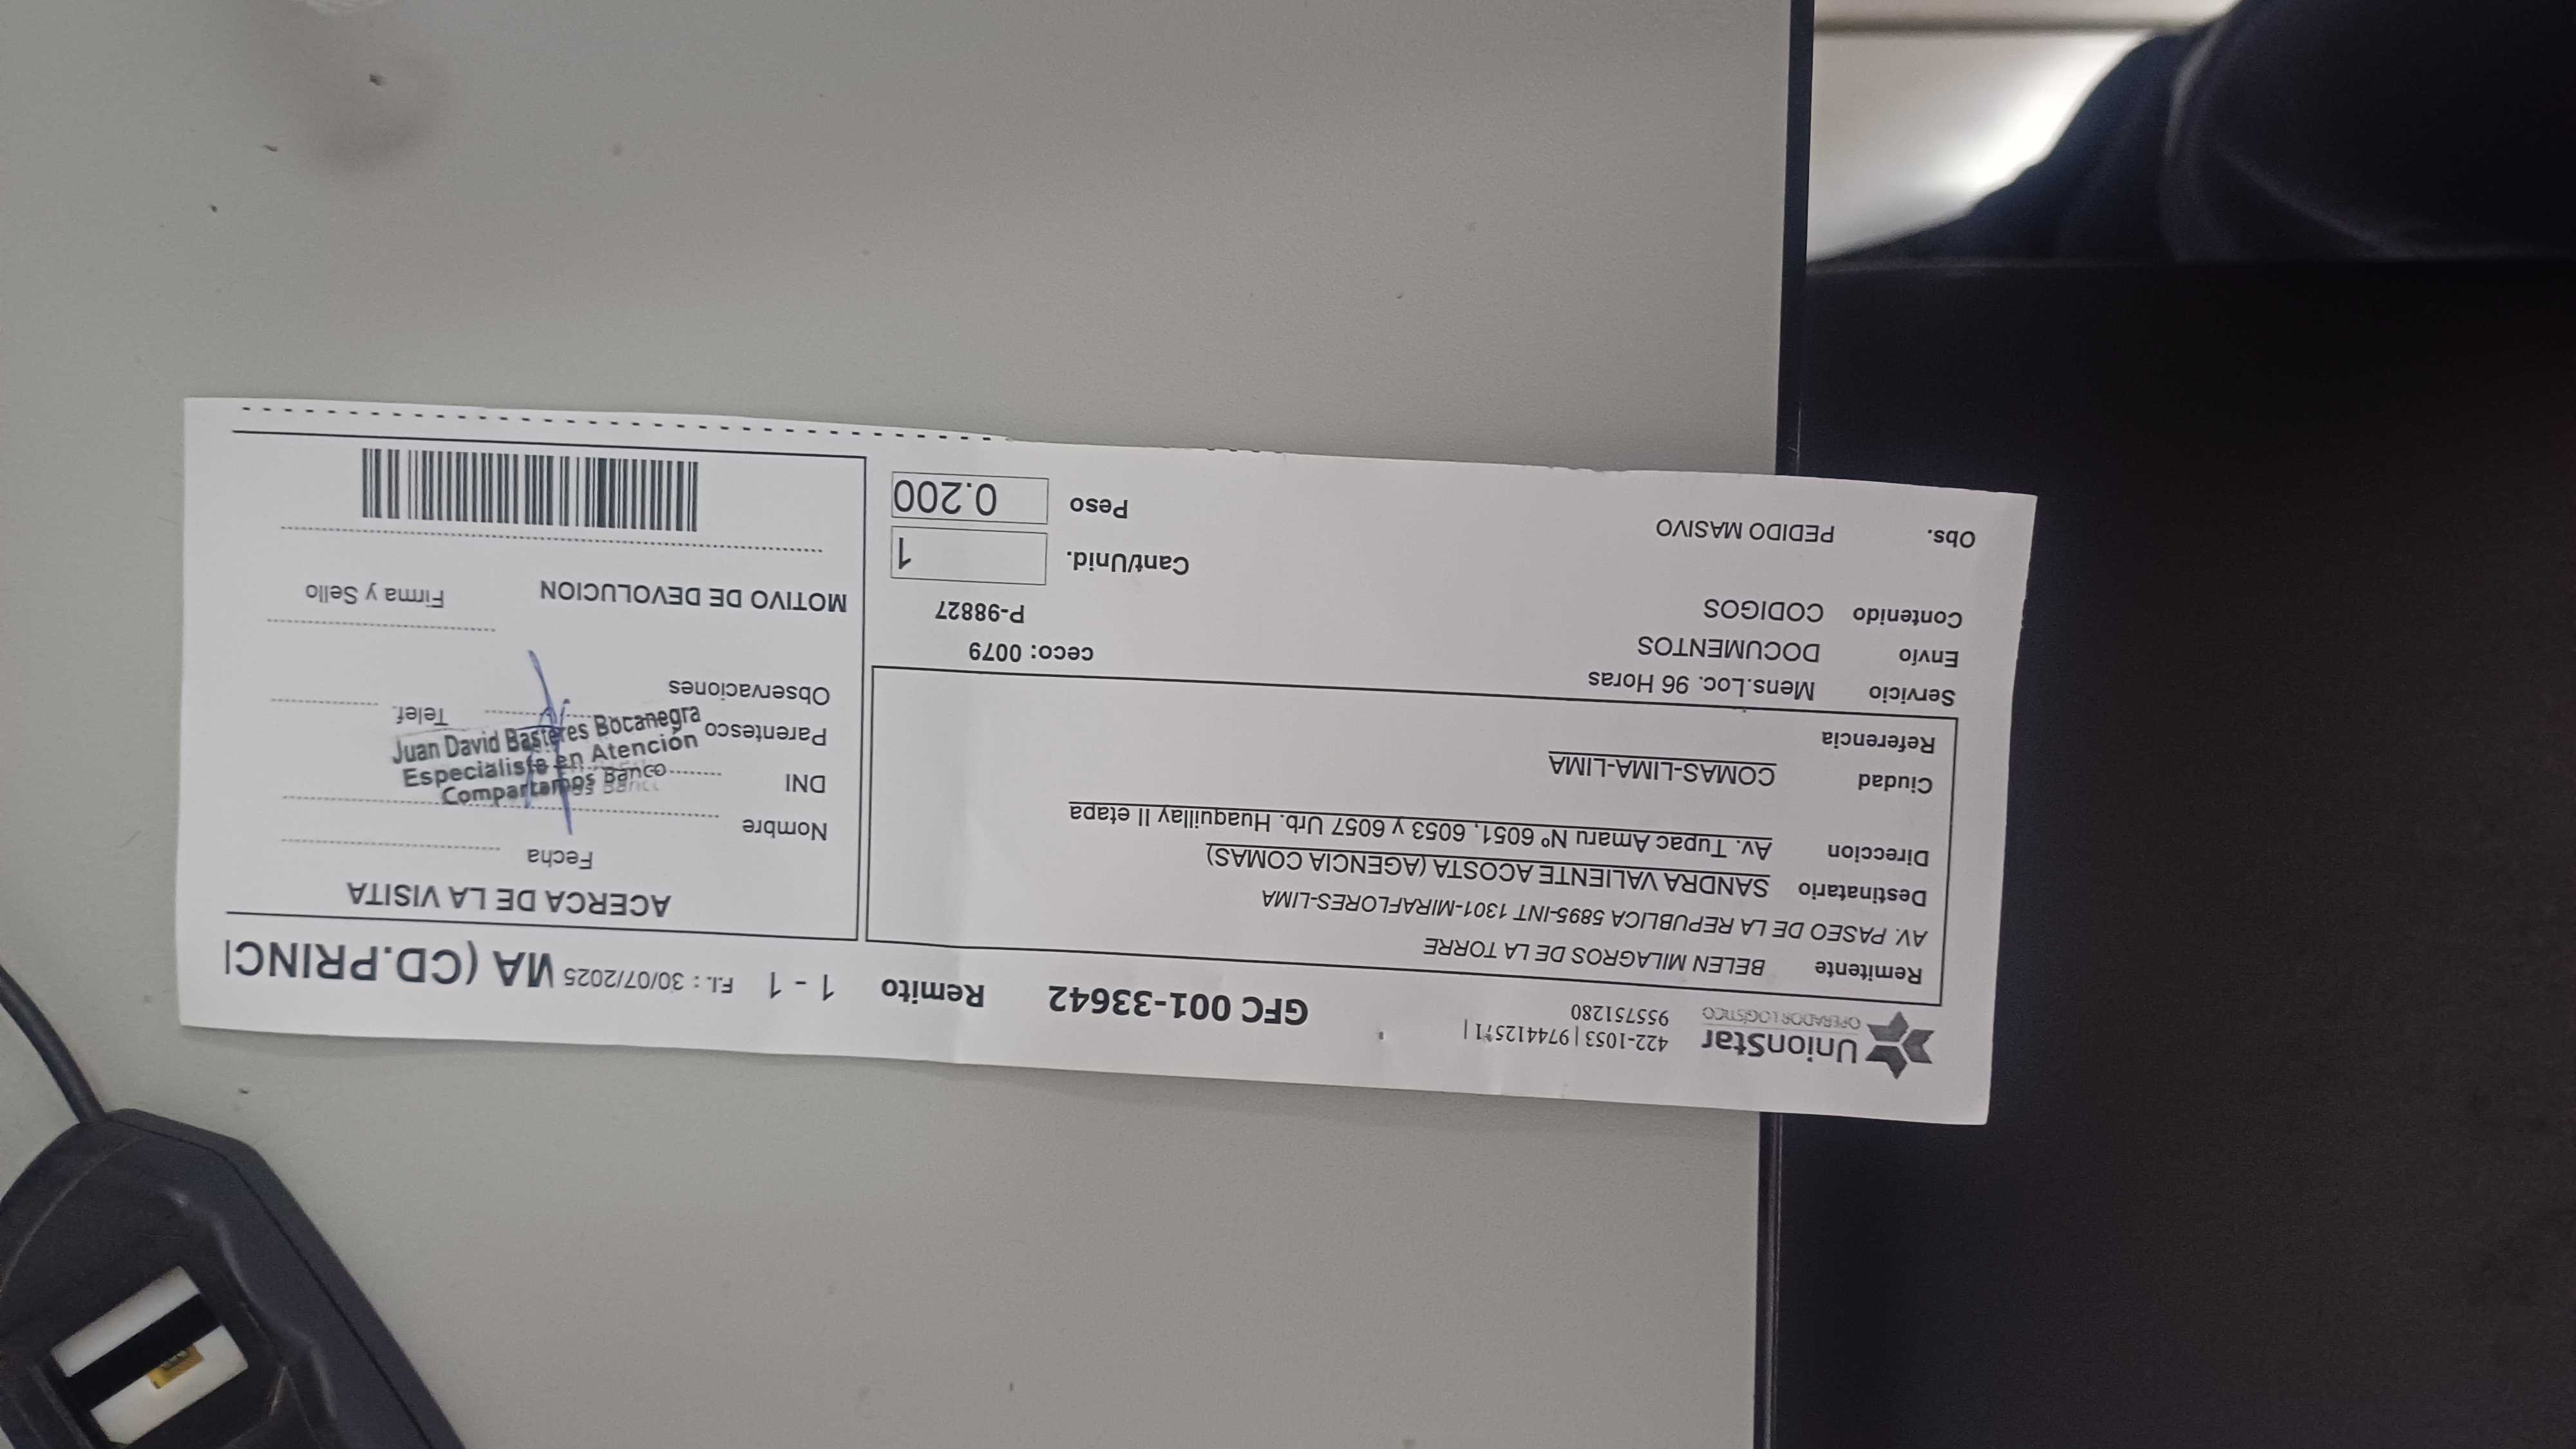 UnionStar
OPERADOR LOGÍSTICO
422-1053 | 974412571 |
955751280
GFC 001-33642
Remito 1 - 1
F.I. : 30/07/2025
MA (CD.PRINC
Remitente BELEN MILAGROS DE LA TORRE
AV. PASEO DE LA REPUBLICA 5895-INT 1301-MIRAFLORES-LIMA
Destinatario SANDRA VALIENTE ACOSTA (AGENCIA COMAS)
Direccion Av. Tupac Amaru Nº 6051, 6053 y 6057 Urb. Huaquillay II etapa
Ciudad COMAS-LIMA-LIMA
Referencia
Servicio Mens.Loc. 96 Horas
Envío DOCUMENTOS
Contenido CODIGOS
Obs. PEDIDO MASIVO
ceco: 0079
P-98827
Cant/Unid. 1
Peso 0.200
ACERCA DE LA VISITA
Fecha
Nombre
DNI
Parentesco
Telef.
Observaciones
Juan David Basteres Bocanegra
Especialista en Atención
Compartamos Banco
MOTIVO DE DEVOLUCION
Firma y Sello